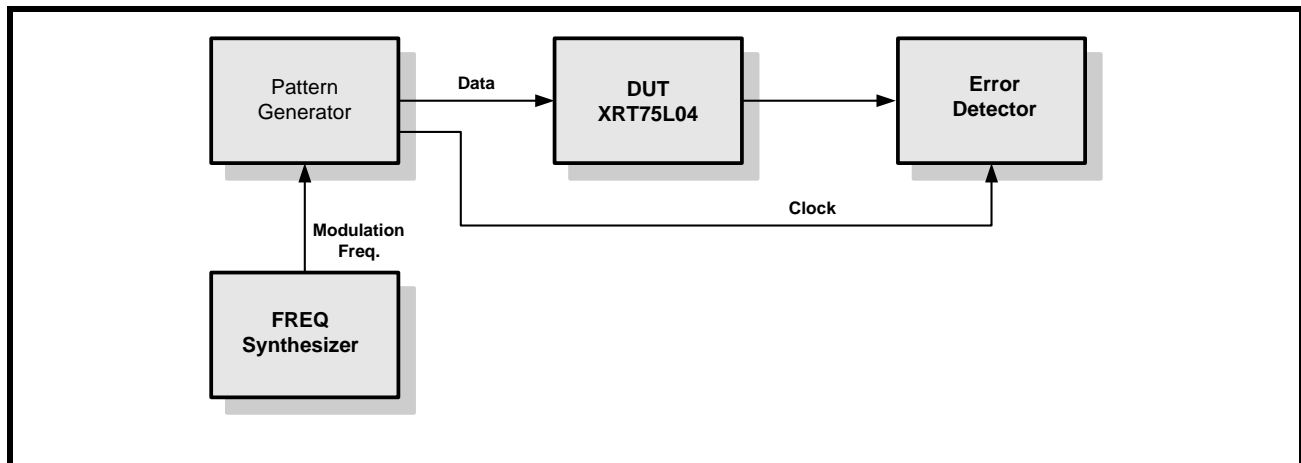 Pattern
Generator
Data
DUT
XRT75L04
Error
Detector
Clock
Modulation
Freq.
FREQ
Synthesizer